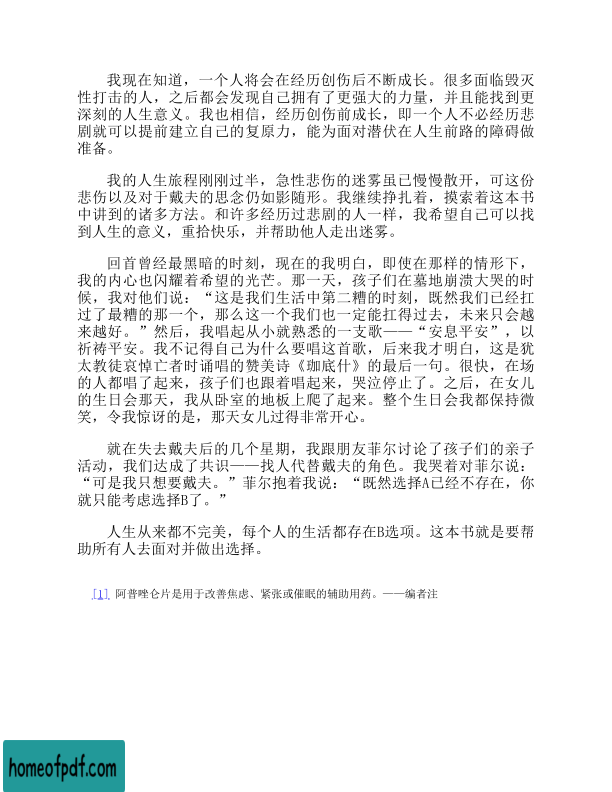 我现在知道，一个人将会在经历创伤后不断成长。很多面临毁灭
性打击的人，之后都会发现自己拥有了更强大的力量，并且能找到更
深刻的人生意义。我也相信，经历创伤前成长，即一个人不必经历悲
剧就可以提前建立自己的复原力，能为面对潜伏在人生前路的障碍做
准备。
我的人生旅程刚刚过半，急性悲伤的迷雾虽已慢慢散开，可这份
悲伤以及对于戴夫的思念仍如影随形。我继续挣扎着，摸索着这本书
中讲到的诸多方法。和许多经历过悲剧的人一样，我希望自己可以找
到人生的意义，重拾快乐，并帮助他人走出迷雾。
回首曾经最黑暗的时刻，现在的我明白，即使在那样的情形下，
我的内心也闪耀着希望的光芒。那一天，孩子们在墓地崩溃大哭的时
候，我对他们说：“这是我们生活中第二糟的时刻，既然我们已经扛
过了最糟的那一个，那么这一个我们也一定能扛得过去，未来只会越
来越好。”然后，我唱起从小就熟悉的一支歌——“安息平安”，以
祈祷平安。我不记得自己为什么要唱这首歌，后来我才明白，这是犹
太教徒哀悼亡者时诵唱的赞美诗《珈底什》的最后一句。很快，在场
的人都唱了起来，孩子们也跟着唱起来，哭泣停止了。之后，在女儿
的生日会那天，我从卧室的地板上爬了起来。整个生日会我都保持微
笑，令我惊讶的是，那天女儿过得非常开心。
就在失去戴夫后的几个星期，我跟朋友菲尔讨论了孩子们的亲子
活动，我们达成了共识——找人代替戴夫的角色。我哭着对菲尔说：
“可是我只想要戴夫。”菲尔抱着我说：“既然选择A已经不存在，你
就只能考虑选择B了。”
人生从来都不完美，每个人的生活都存在B选项。这本书就是要帮
助所有人去面对并做出选择。
[1] 阿普唑仑片是用于改善焦虑、紧张或催眠的辅助用药。——编者注
homeofpdf.com